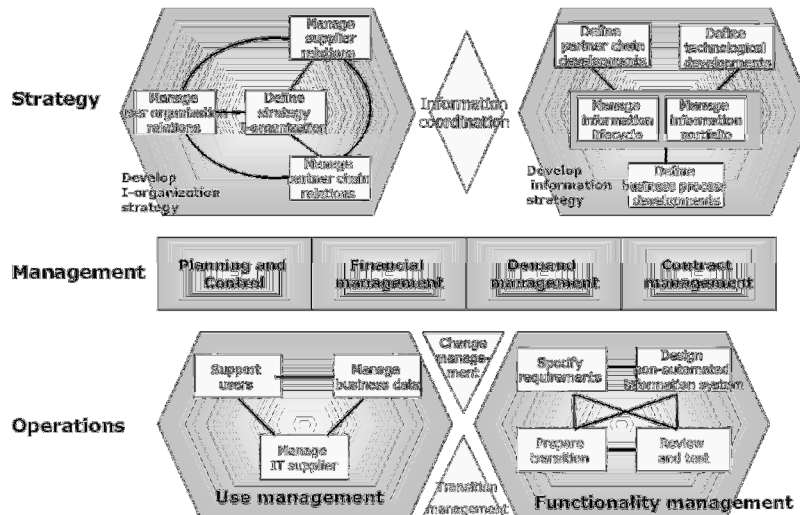 Strategy
Manage
supplier
relations
Manage
user organisation
relations
Define
strategy
I-organization
Manage
partner chain
relations
Develop
I-organization
strategy
Information
coordination
Define
partner chain
developments
Define
technological
developments
Manage
information
lifecycle
Manage
information
portfolio
Define
business process
developments
Develop
information
strategy
Management
Planning and
Control
Financial
management
Demand
management
Contract
management
Operations
Support
users
Manage
business data
Manage
IT supplier
Use management
Change
manage-
ment
Transition
management
Specify
requirements
Design
non-automated
information system
Prepare
transition
Review
and test
Functionality management